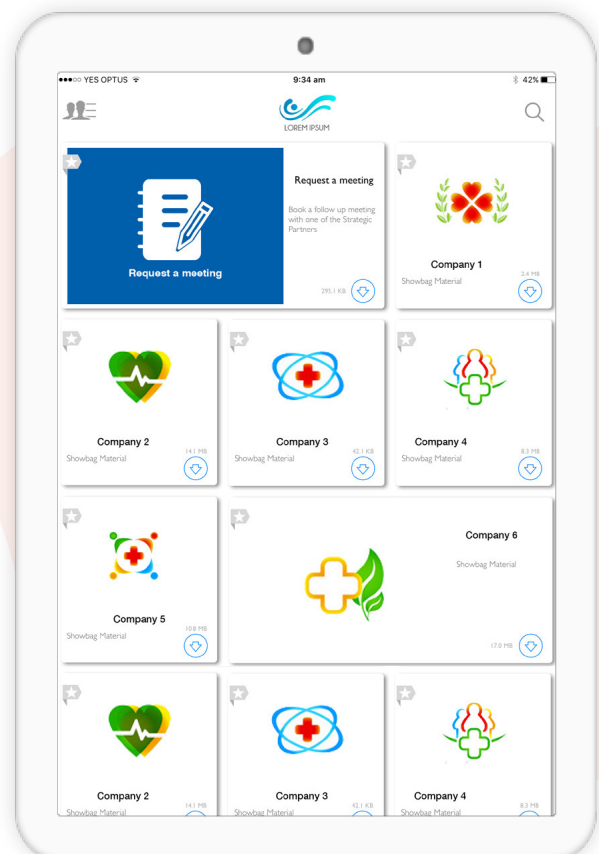 YES OPTUS
9:34 am
42%
LOREM IPSUM
Request a meeting
Request a meeting
Book a follow up meeting
with one of the Strategic
Partners
295.1 KB
Company 1
Showbag Material
3.4 MB
Company 2
Showbag Material
14.1 MB
Company 3
Showbag Material
42.1 KB
Company 4
Showbag Material
8.3 MB
Company 5
Showbag Material
10.8 MB
Company 6
Showbag Material
17.0 MB
Company 2
Showbag Material
14.1 MB
Company 3
Showbag Material
42.1 KB
Company 4
Showbag Material
8.3 MB